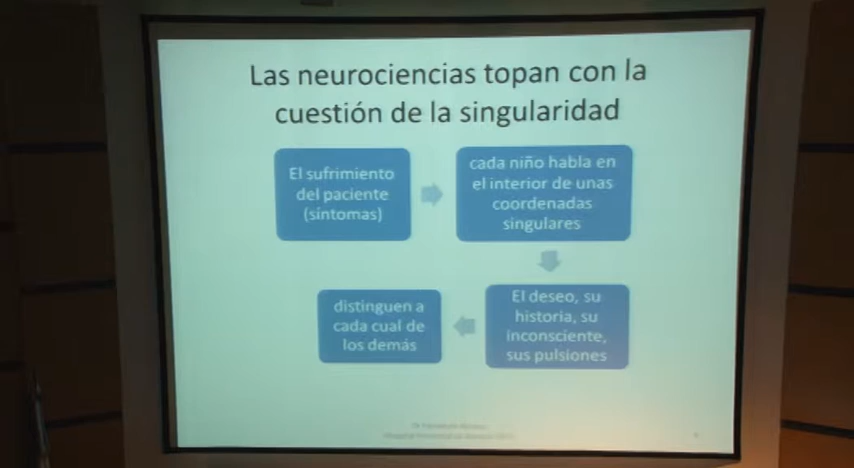 Las neurociencias topan con la
cuestión de la singularidad
El sufrimiento
del paciente
(síntomas)
cada niño habla en
el interior de unas
coordenadas
singulares
El deseo, su
historia, su
inconsciente,
sus pulsiones
distinguen a
cada cual de
los demás